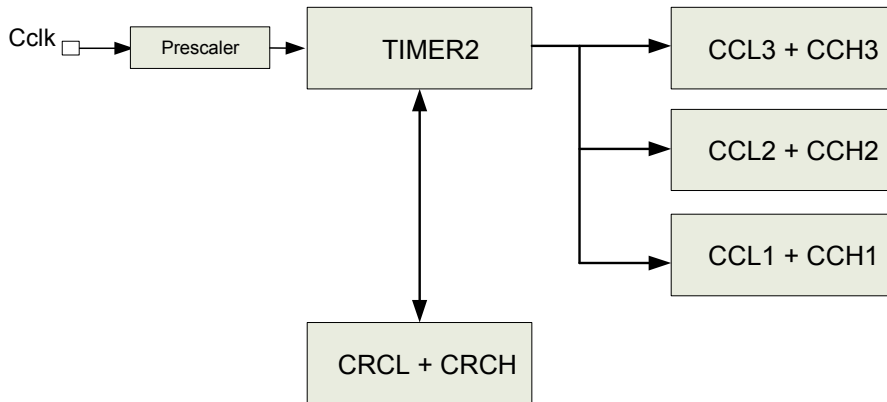 Cclk
Prescaler
TIMER2
CCL3 + CCH3
CCL2 + CCH2
CCL1 + CCH1
CRCL + CRCH